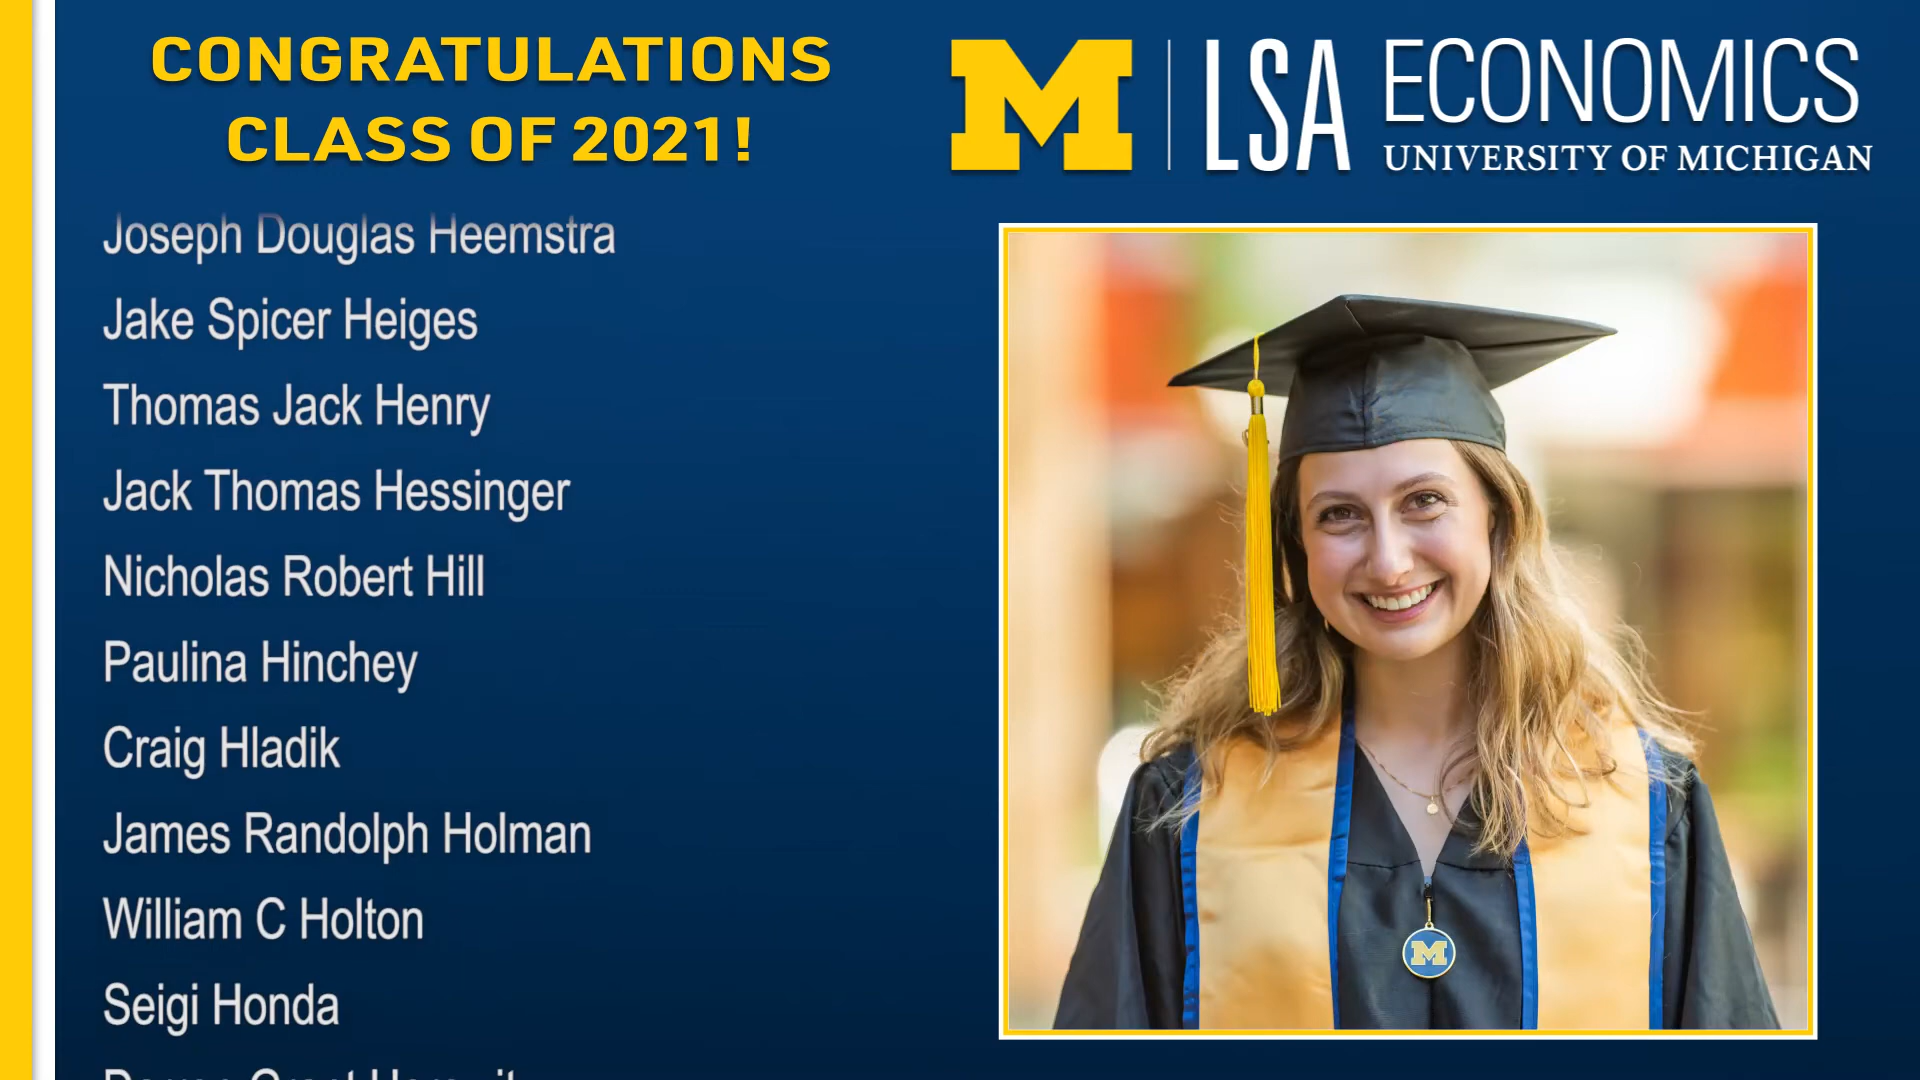 CONGRATULATIONS
CLASS OF 2021!
M LSA ECONOMICS
UNIVERSITY OF MICHIGAN
Joseph Douglas Heemstra
Jake Spicer Heiges
Thomas Jack Henry
Jack Thomas Hessinger
Nicholas Robert Hill
Paulina Hinchey
Craig Hladik
James Randolph Holman
William C Holton
Seigi Honda
M